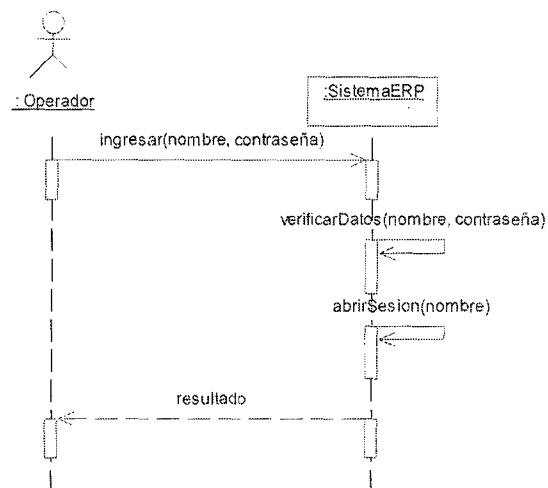 : Operador
:SistemaERP
ingresar(nombre, contraseña)
verificarDatos(nombre, contraseña)
abrirSesion(nombre)
resultado